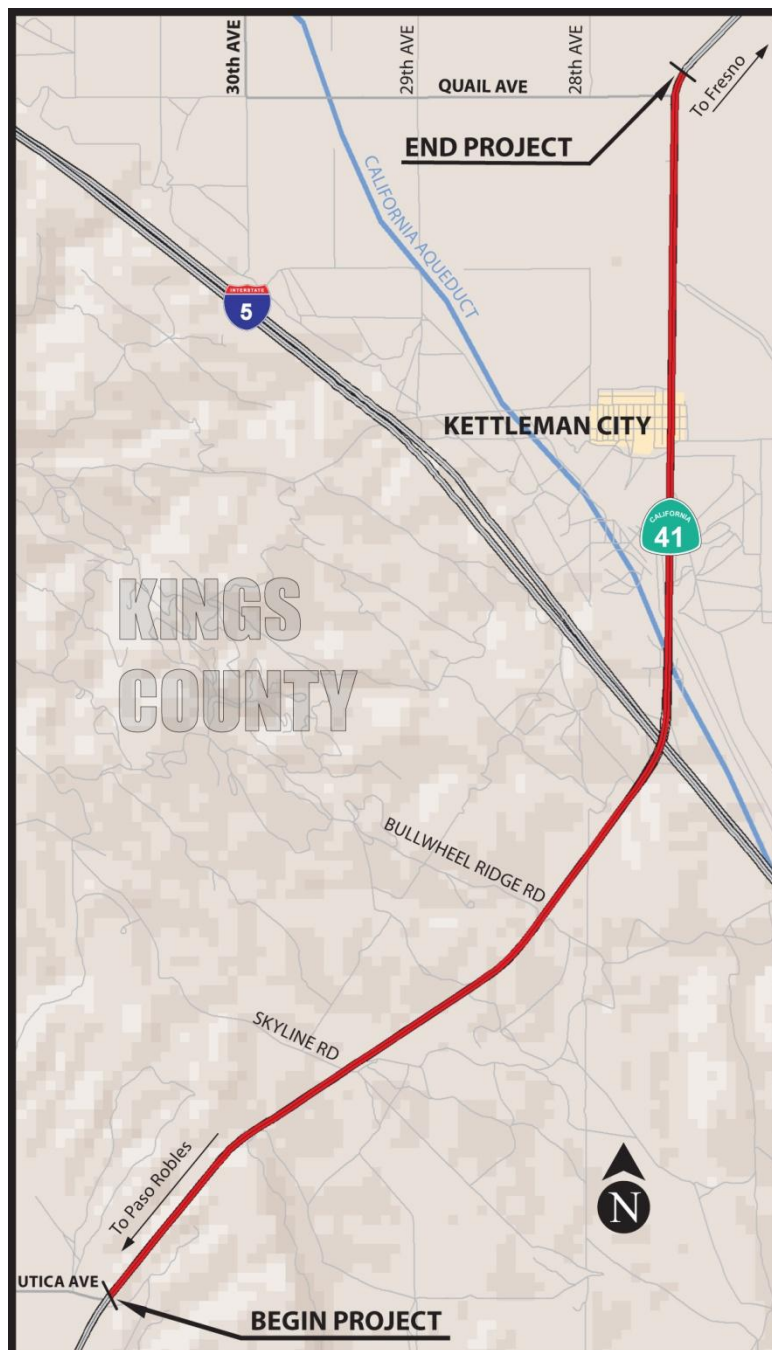 30th AVE
29th AVE
28th AVE
QUAIL AVE
To Fresno
END PROJECT
CALIFORNIA AQUEDUCT
INTERSTATE
5
KETTLEMAN CITY
CALIFORNIA
41
KINGS
COUNTY
BULLWHEEL RIDGE RD
SKYLINE RD
To Paso Robles
N
UTICA AVE
BEGIN PROJECT